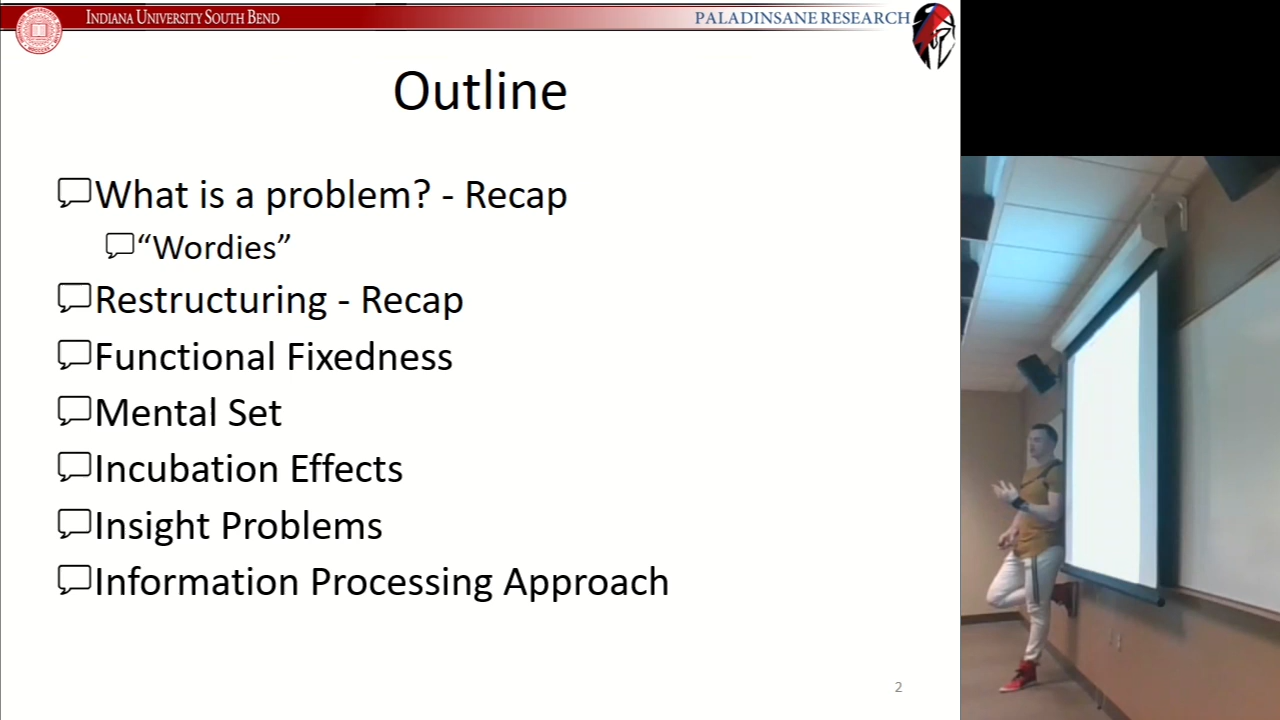 INDIANA UNIVERSITY SOUTH BEND
PALADINSANE RESEARCH
Outline
What is a problem? - Recap
“Wordies”
Restructuring - Recap
Functional Fixedness
Mental Set
Incubation Effects
Insight Problems
Information Processing Approach
2